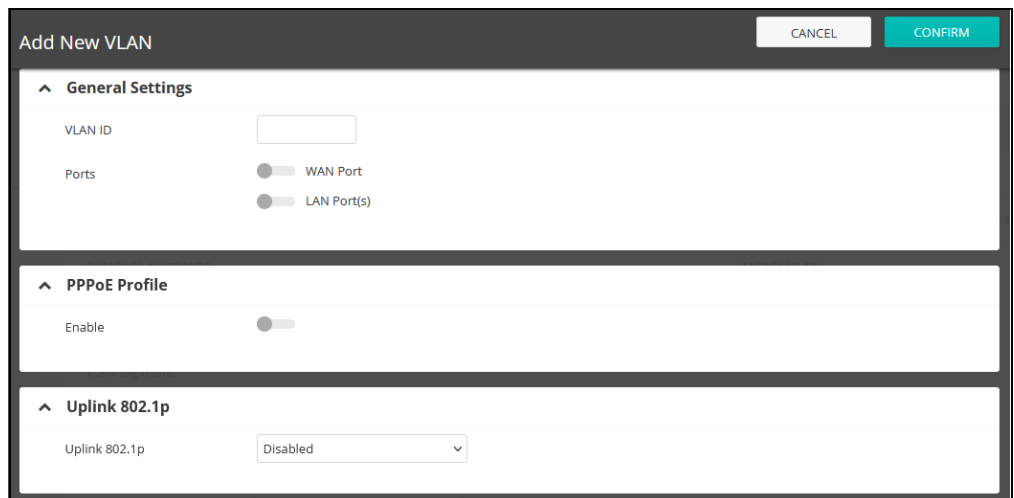 Add New VLAN
CANCEL
CONFIRM
General Settings
VLAN ID
Ports
WAN Port
LAN Port(s)
PPPoE Profile
Enable
Uplink 802.1p
Uplink 802.1p
Disabled